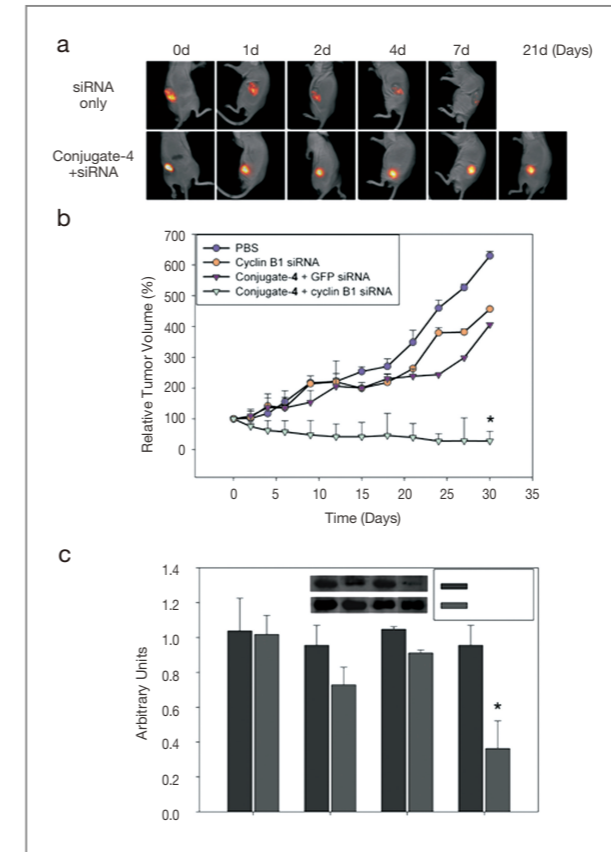 a
0d 1d 2d 4d 7d 21d (Days)
siRNA
only
Conjugate-4
+siRNA
b
700
600
500
400
300
200
100
0
Relative Tumor Volume (%)
PBS
Cyclin B1 siRNA
Conjugate-4 + GFP siRNA
Conjugate-4 + cyclin B1 siRNA
*
0 5 10 15 20 25 30 35
Time (Days)
c
1.4
1.2
1.0
0.8
0.6
0.4
0.2
0.0
Arbitrary Units
*